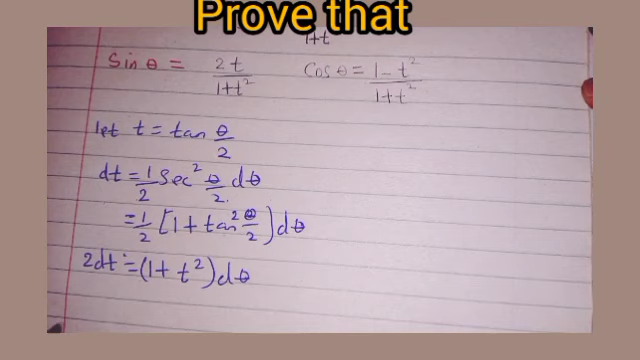 Prove that
1+t
Sin θ = 2t / 1+t² Cos θ = 1 - t² / 1+t²
let t = tan θ/2
dt = 1/2 Sec² θ/2. dθ
= 1/2 [1 + tan² θ/2] dθ
2dt = (1 + t²) dθ